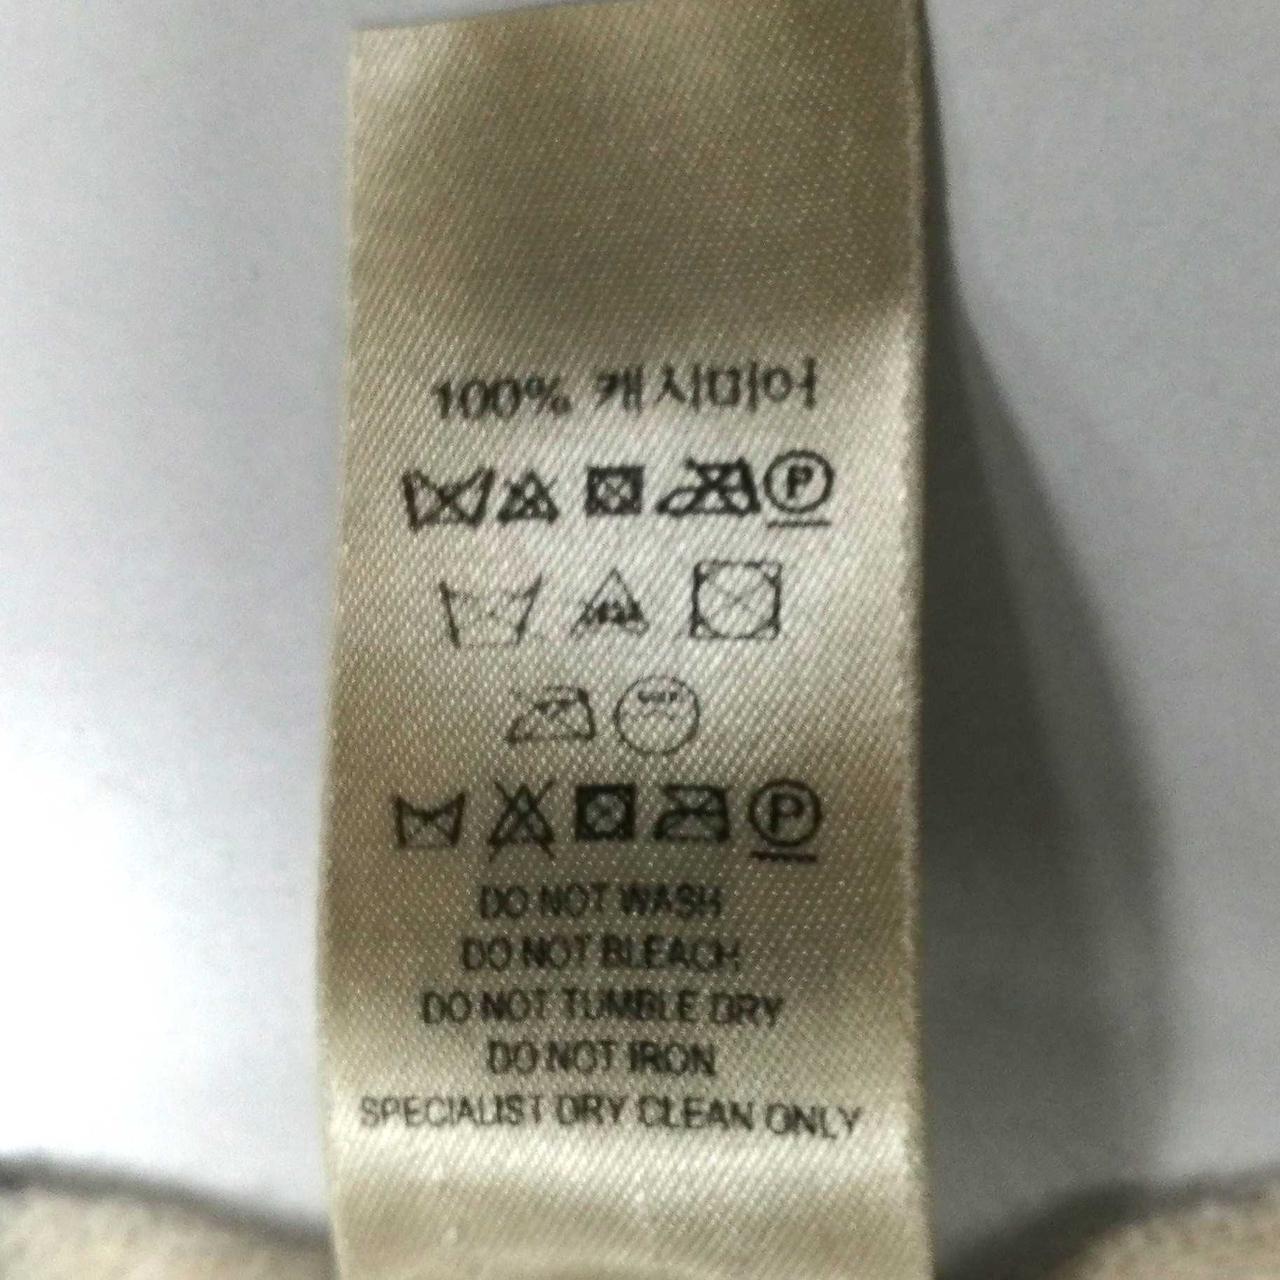 100% 캐시미어
P
P
DO NOT WASH
DO NOT BLEACH
DO NOT TUMBLE DRY
DO NOT IRON
SPECIALIST DRY CLEAN ONLY